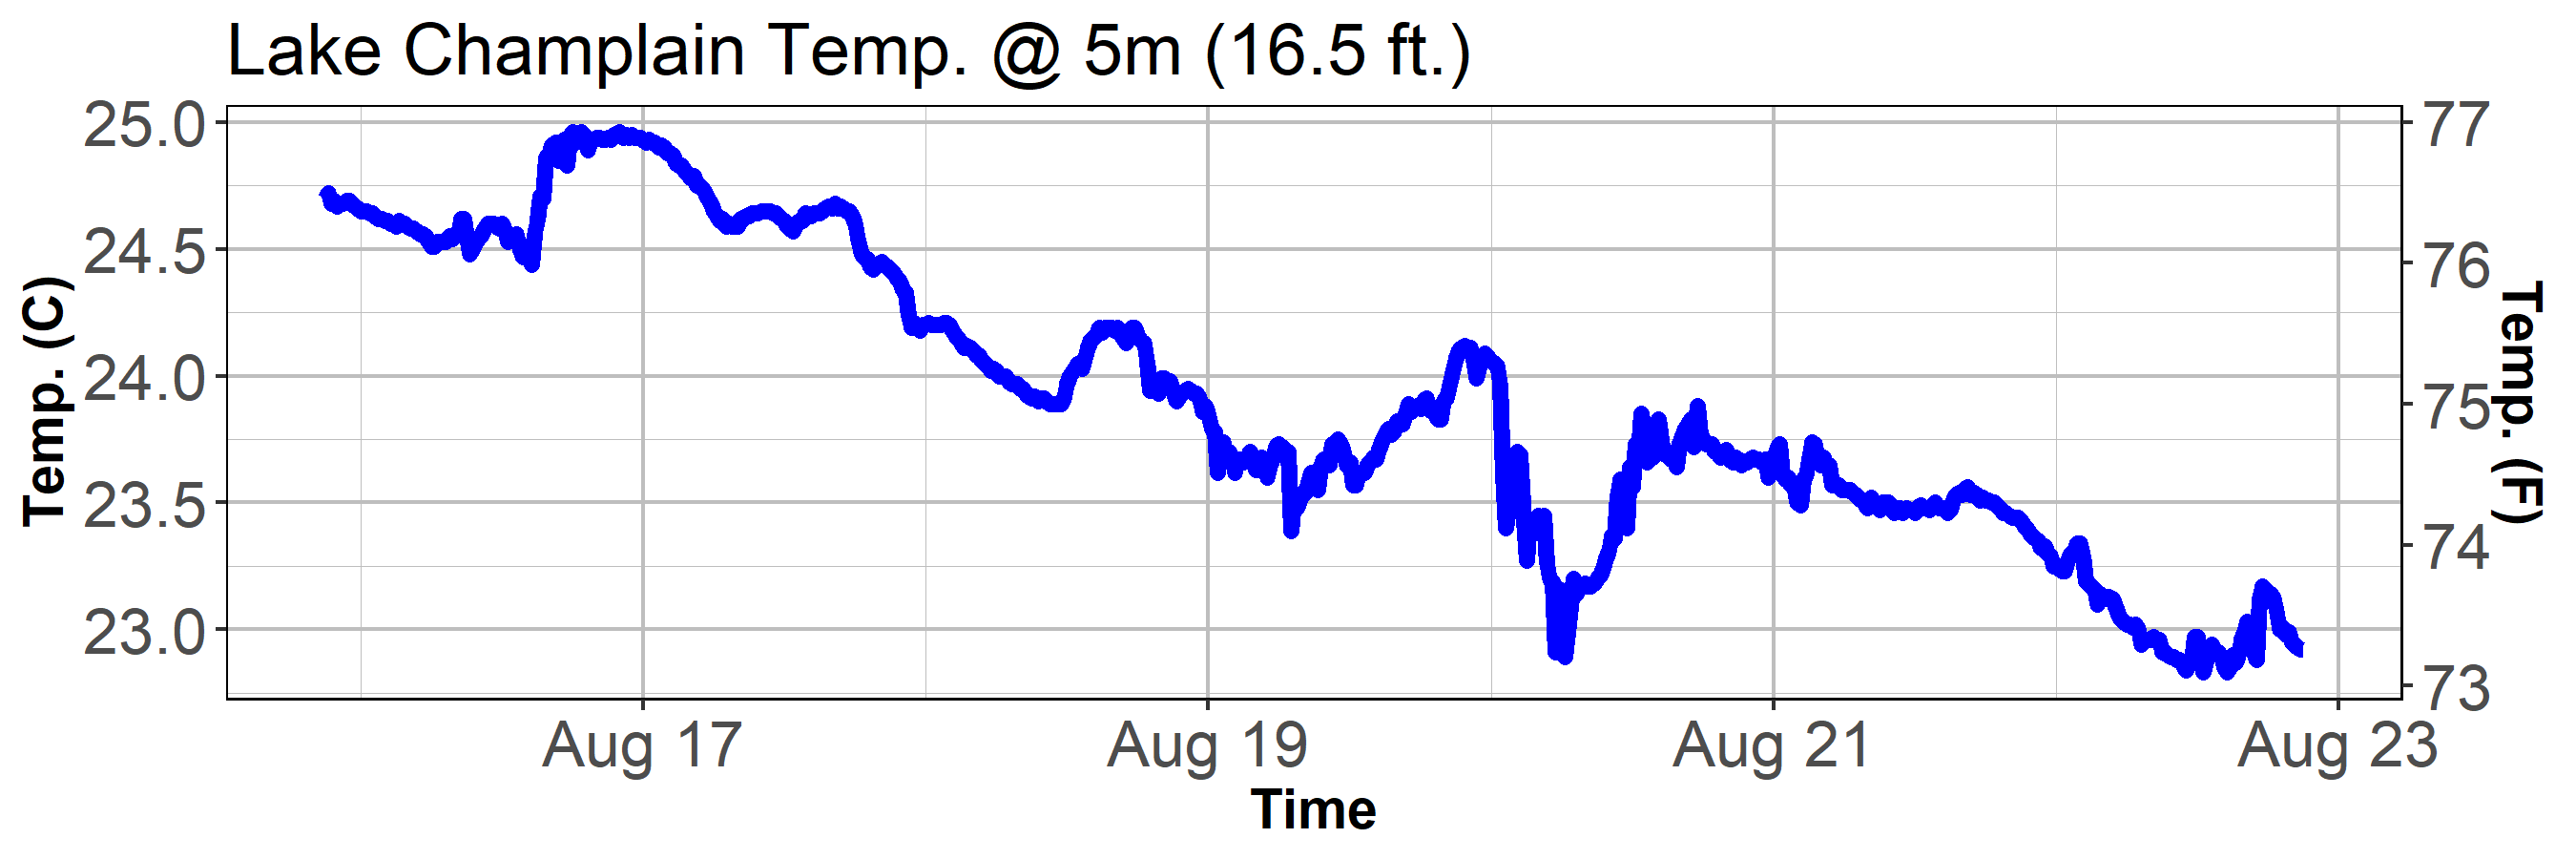 Lake Champlain Temp. @ 5m (16.5 ft.)
25.0
24.5
24.0
23.5
23.0
Temp. (C)
77
76
75
74
73
Temp. (F)
Aug 17 Aug 19 Aug 21 Aug 23
Time